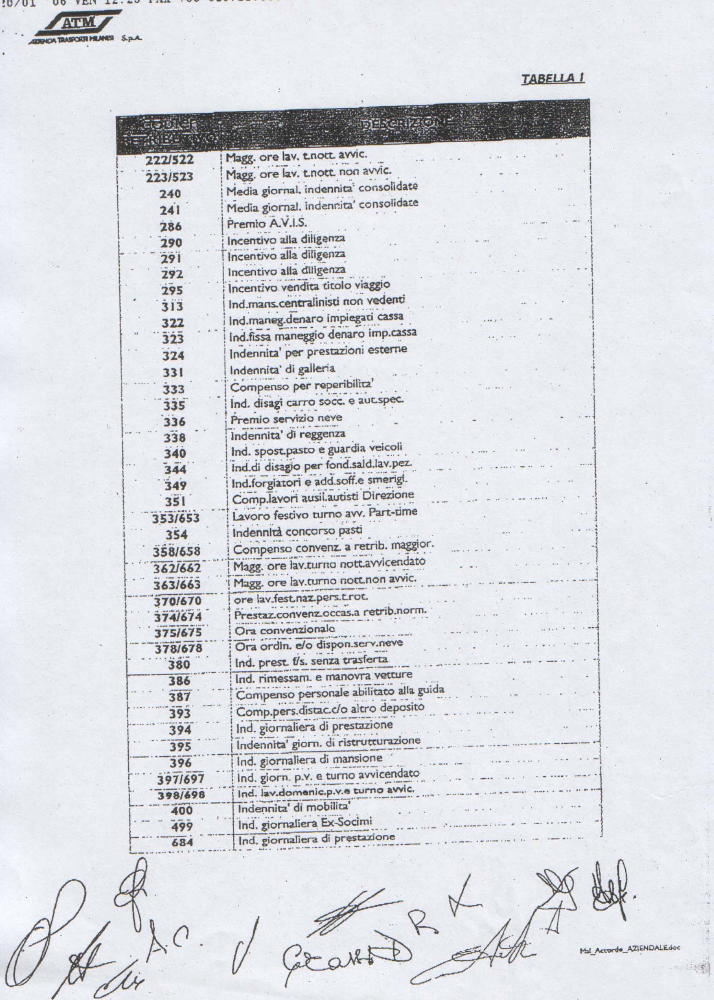 20/01 06 VEN 12:25 FAX
ATM
AZIENDA TRASPORTI MILANESI S.p.A.
TABELLA 1
CODICE RETRIBUTIVO DESCRIZIONE
222/522 Magg. ore lav. t.nott. avvic.
223/523 Magg. ore lav. t.nott. non avvic.
240 Media giornal. indennita' consolidate
241 Media giornal. indennita' consolidate
286 Premio A.V.I.S.
290 Incentivo alla diligenza
291 Incentivo alla diligenza
292 Incentivo alla diligenza
295 Incentivo vendita titolo viaggio
313 Ind.mans.centralinisti non vedenti
322 Ind.maneg.denaro impiegati cassa
323 Ind.fissa maneggio denaro imp.cassa
324 Indennita' per prestazioni esterne
331 Indennita' di galleria
333 Compenso per reperibilita'
335 Ind. disagi carro socc. e aut.spec.
336 Premio servizio neve
338 Indennita' di reggenza
340 Ind. spost.pasto e guardia veicoli
344 Ind.di disagio per fond.sald.lav.pez.
349 Ind.forgiatori e add.soff.e smerigl.
351 Comp.lavori ausil.autisti Direzione
353/653 Lavoro festivo turno avv. Part-time
354 Indennità concorso pasti
358/658 Compenso convenz. a retrib. maggior.
362/662 Magg. ore lav.turno nott.avvicendato
363/663 Magg. ore lav.turno nott.non avvic.
370/670 ore lav.fest.naz.pers.t.rot.
374/674 Prestaz.convenz.occas.a retrib.norm.
375/675 Ora convenzionale
378/678 Ora ordin. e/o dispon.serv.neve
380 Ind. prest. f/s. senza trasferta
386 Ind. rimessam. e manovra vetture
387 Compenso personale abilitato alla guida
393 Comp.pers.distac.c/o altro deposito
394 Ind. giornaliera di prestazione
395 Indennita' giorn. di ristrutturazione
396 Ind. giornaliera di mansione
397/697 Ind. giorn. p.v. e turno avvicendato
398/698 Ind. lav.domenic.p.v.e turno avvic.
400 Indennita' di mobilita'
499 Ind. giornaliera Ex-Socimi
684 Ind. giornaliera di prestazione
A.C.
Mal_Accordo_AZIENDALE.doc